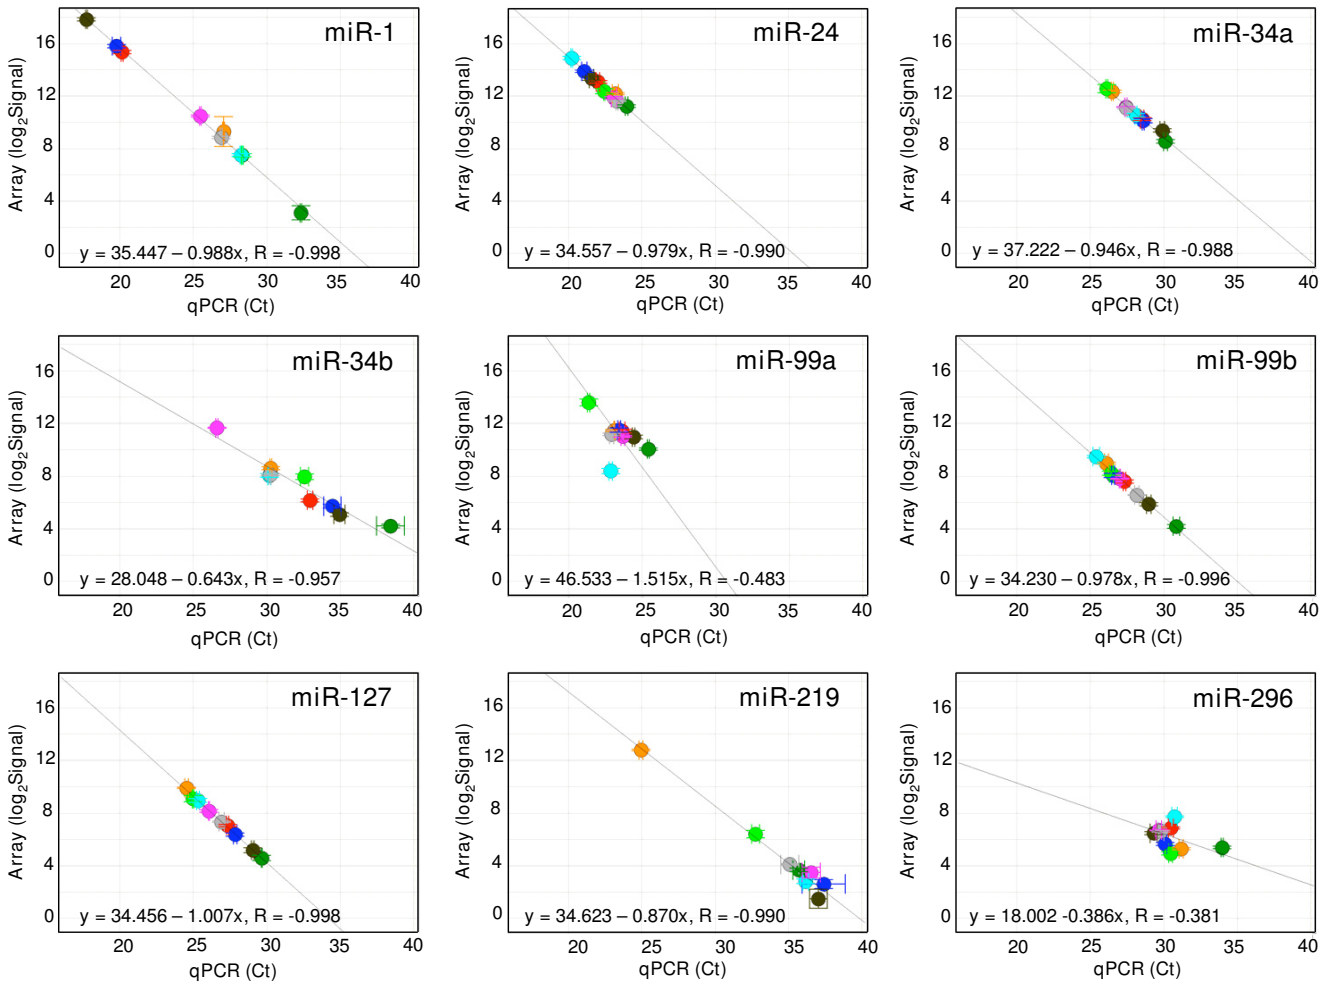 miR-1
Array (log2Signal)
16
12
8
4
0
y = 35.447 – 0.988x, R = -0.998
20 25 30 35 40
qPCR (Ct)
miR-24
Array (log2Signal)
16
12
8
4
0
y = 34.557 – 0.979x, R = -0.990
20 25 30 35 40
qPCR (Ct)
miR-34a
Array (log2Signal)
16
12
8
4
0
y = 37.222 – 0.946x, R = -0.988
20 25 30 35 40
qPCR (Ct)
miR-34b
Array (log2Signal)
16
12
8
4
0
y = 28.048 – 0.643x, R = -0.957
20 25 30 35 40
qPCR (Ct)
miR-99a
Array (log2Signal)
16
12
8
4
0
y = 46.533 – 1.515x, R = -0.483
20 25 30 35 40
qPCR (Ct)
miR-99b
Array (log2Signal)
16
12
8
4
0
y = 34.230 – 0.978x, R = -0.996
20 25 30 35 40
qPCR (Ct)
miR-127
Array (log2Signal)
16
12
8
4
0
y = 34.456 – 1.007x, R = -0.998
20 25 30 35 40
qPCR (Ct)
miR-219
Array (log2Signal)
16
12
8
4
0
y = 34.623 – 0.870x, R = -0.990
20 25 30 35 40
qPCR (Ct)
miR-296
Array (log2Signal)
16
12
8
4
0
y = 18.002 -0.386x, R = -0.381
20 25 30 35 40
qPCR (Ct)